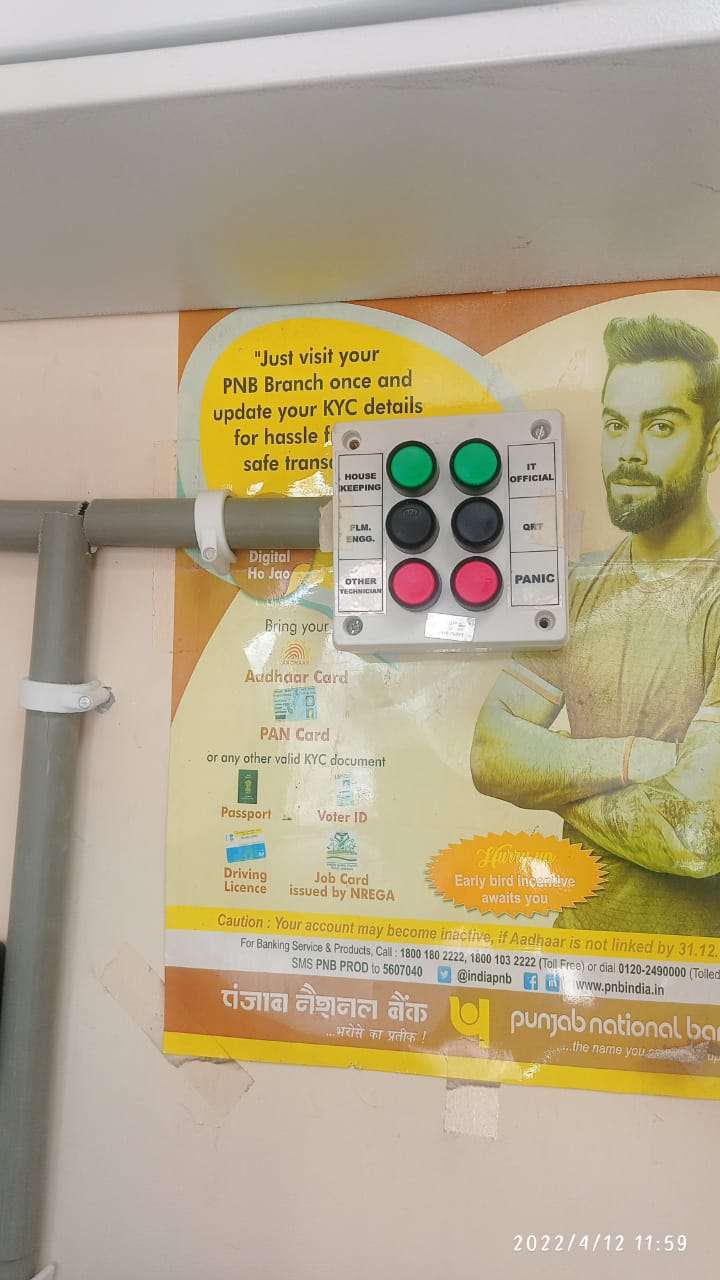 "Just visit your
PNB Branch once and
update your KYC details
for hassle
safe
HOUSE
KEEPING
IT
OFFICIAL
FLM.
ENGG.
QRT
OTHER
TECHNICIAN
PANIC
Digital
Ho Jao
Bring your
AADHAAR
Aadhaar Card
PAN Card
or any other valid KYC document
Passport
Voter ID
Driving
Licence
Job Card
issued by NREGA
Hurry up
Early bird incentive
awaits you
Caution : Your account may become inactive, if Aadhaar is not linked by 31.12.
For Banking Service & Products, Call : 1800 180 2222, 1800 103 2222 (Toll Free) or dial 0120-2490000 (Tolled
SMS PNB PROD to 5607040 @indiapnb www.pnbindia.in
पंजाब नैशनल बैंक
...भरोसे का प्रतीक !
punjab national
...the name you
2022/4/12 11:59